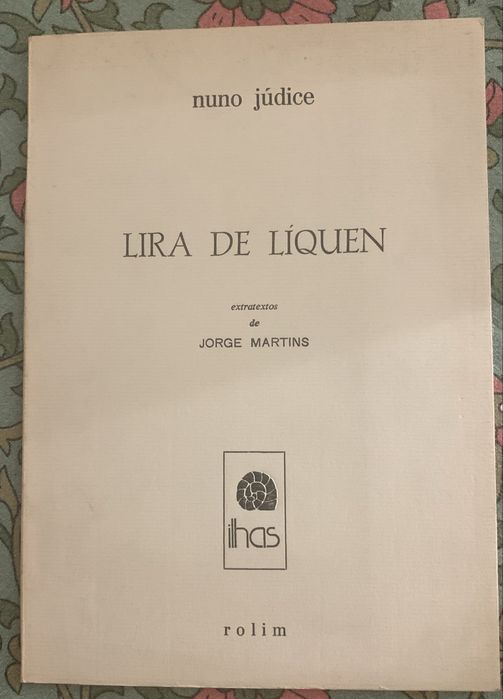 nuno júdice
LIRA DE LÍQUEN
extratextos
de
JORGE MARTINS
ilhas
rolim